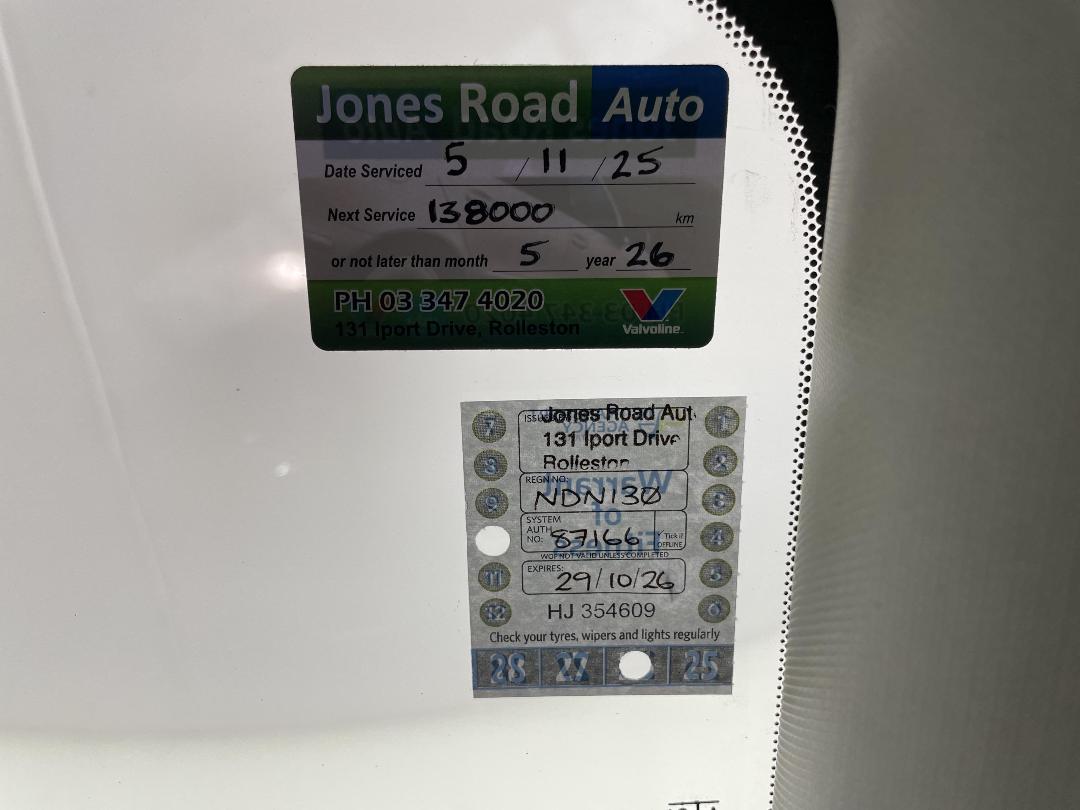 Jones Road Auto
Date Serviced 5 / 11 / 25
Next Service 138000 km
or not later than month 5 year 26
PH 03 347 4020
131 Iport Drive, Rolleston
Valvoline
Jones Road Aut
131 Iport Drive
Rolleston
REGN NO:
NDN130
SYSTEM AUTH NO: 87166
Tick if OFFLINE
WOF NOT VALID UNLESS COMPLETED
EXPIRES: 29/10/26
HJ 354609
Check your tyres, wipers and lights regularly
7
8
9
11
12
1
2
3
4
5
6
Warrant
of
Fitness
AGENCY
28 27 25